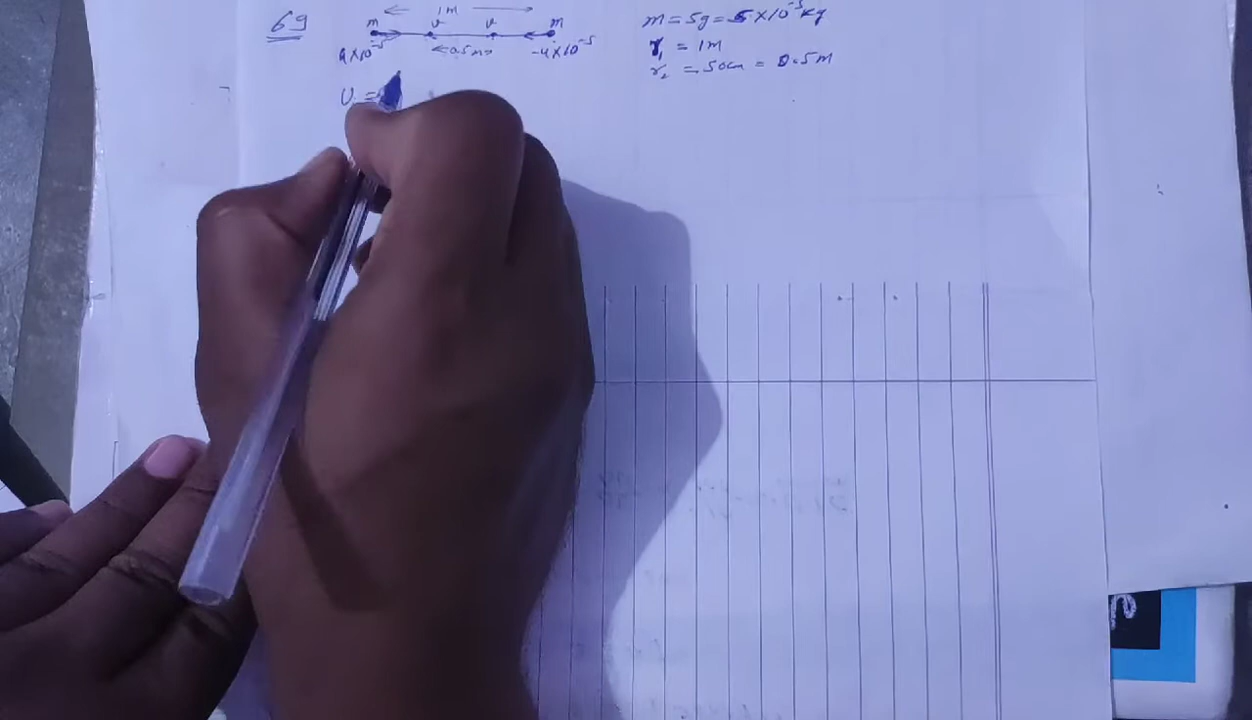 69
1m
m v v m
4×10⁻⁵ 0.5m -4×10⁻⁵
m = 5g = 5×10⁻³ kg
r₁ = 1m
r₂ = 50cm = 0.5m
U =